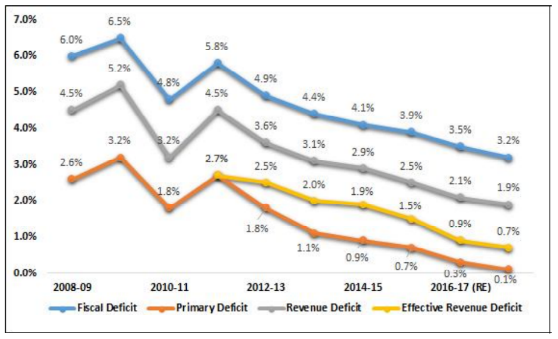 7.0%
6.0%
5.0%
4.0%
3.0%
2.0%
1.0%
0.0%
6.0% 6.5% 4.8% 5.8% 4.9% 4.4% 4.1% 3.9% 3.5% 3.2%
4.5% 5.2% 3.2% 4.5% 3.6% 3.1% 2.9% 2.5% 2.1% 1.9%
2.7% 2.5% 2.0% 1.9% 1.5% 0.9% 0.7%
2.6% 3.2% 1.8% 1.8% 1.1% 0.9% 0.7% 0.3% 0.1%
2008-09 2010-11 2012-13 2014-15 2016-17 (RE)
Fiscal Deficit Primary Deficit Revenue Deficit Effective Revenue Deficit